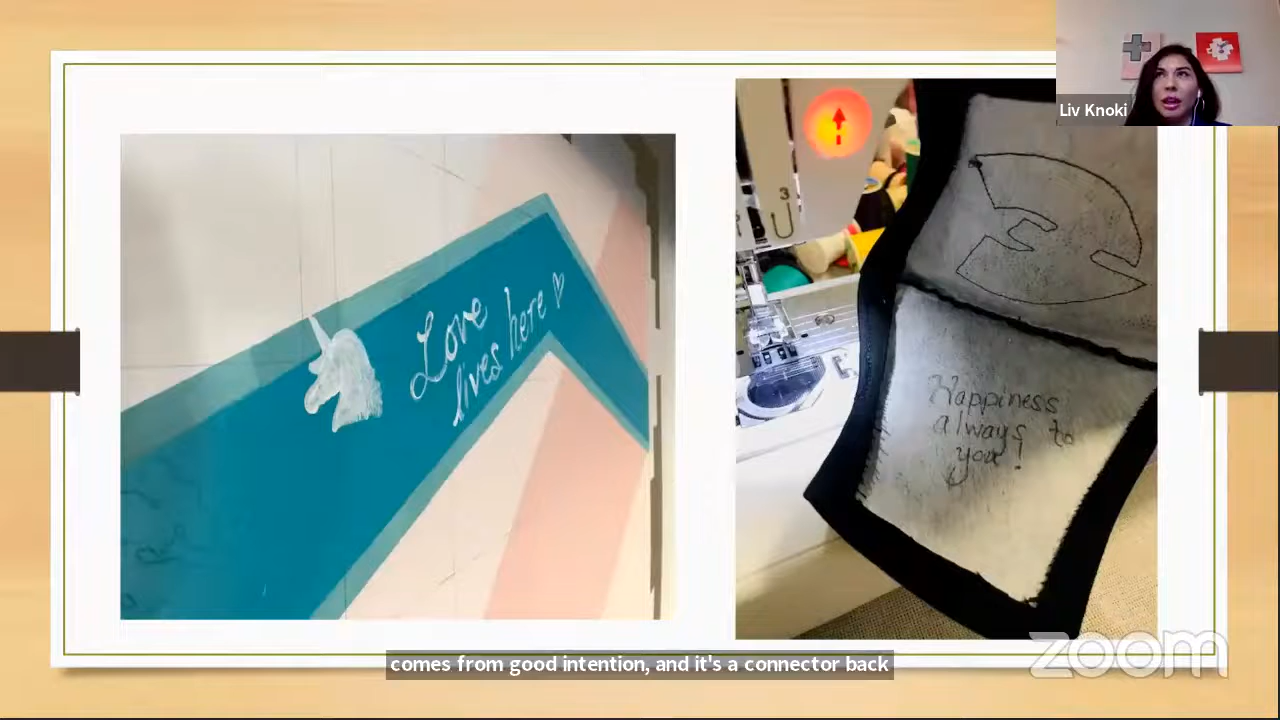 Liv Knoki
3
Love
lives here ♡
Happiness
always to
you!
comes from good intention, and it's a connector back
zoom